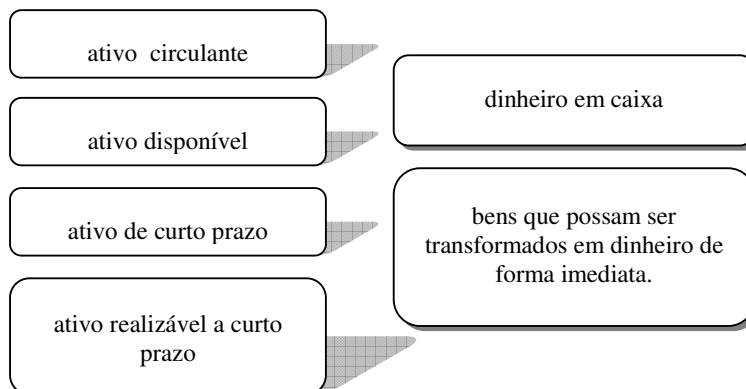 ativo circulante
ativo disponível
ativo de curto prazo
ativo realizável a curto
prazo
dinheiro em caixa
bens que possam ser
transformados em dinheiro de
forma imediata.